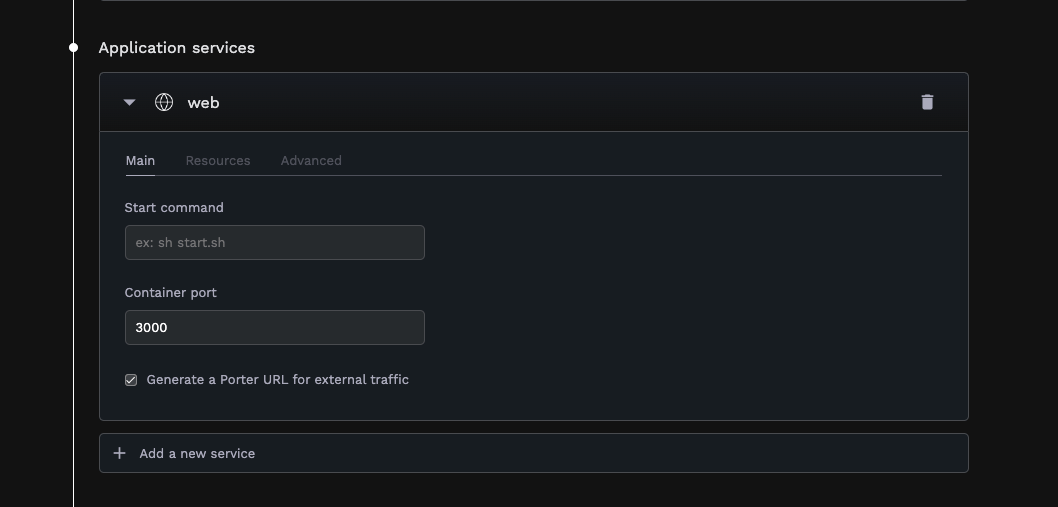 Application services
web
Main Resources Advanced
Start command
ex: sh start.sh
Container port
3000
Generate a Porter URL for external traffic
Add a new service